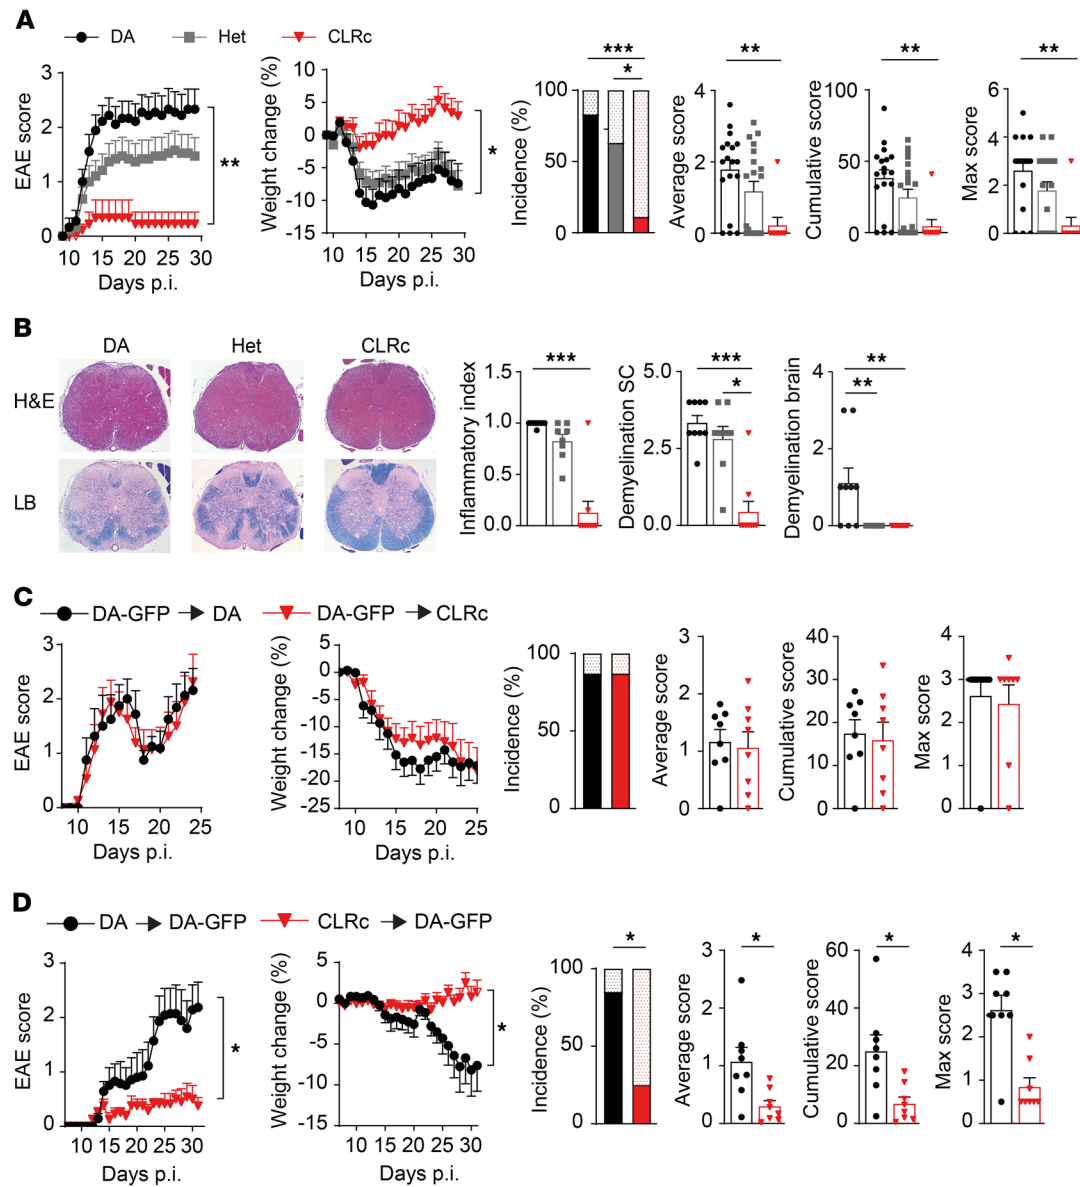 A
DA Het CLRc
EAE score
3
2
1
0
10 15 20 25 30
Days p.i.
**
Weight change (%)
10
5
0
-5
-10
-15
10 15 20 25 30
Days p.i.
*
Incidence (%)
100
50
0
***
*
Average score
4
2
0
**
Cumulative score
100
50
0
**
Max score
6
4
2
0
**
B
DA Het CLRc
H&E
LB
Inflammatory index
1.5
1.0
0.5
0.0
***
Demyelination SC
5.0
2.5
0.0
***
*
Demyelination brain
4
2
0
**
**
C
DA-GFP DA DA-GFP CLRc
EAE score
3
2
1
0
10 15 20 25
Days p.i.
Weight change (%)
5
0
-5
-10
-15
-20
-25
10 15 20 25
Days p.i.
Incidence (%)
100
50
0
Average score
3
2
1
0
Cumulative score
40
30
20
10
0
Max score
4
3
2
1
0
D
DA DA-GFP CLRc DA-GFP
EAE score
3
2
1
0
10 15 20 25 30
Days p.i.
*
Weight change (%)
5
0
-5
-10
-15
10 15 20 25 30
Days p.i.
*
Incidence (%)
100
50
0
*
Average score
3
2
1
0
*
Cumulative score
60
40
20
0
*
Max score
4
3
2
1
0
*